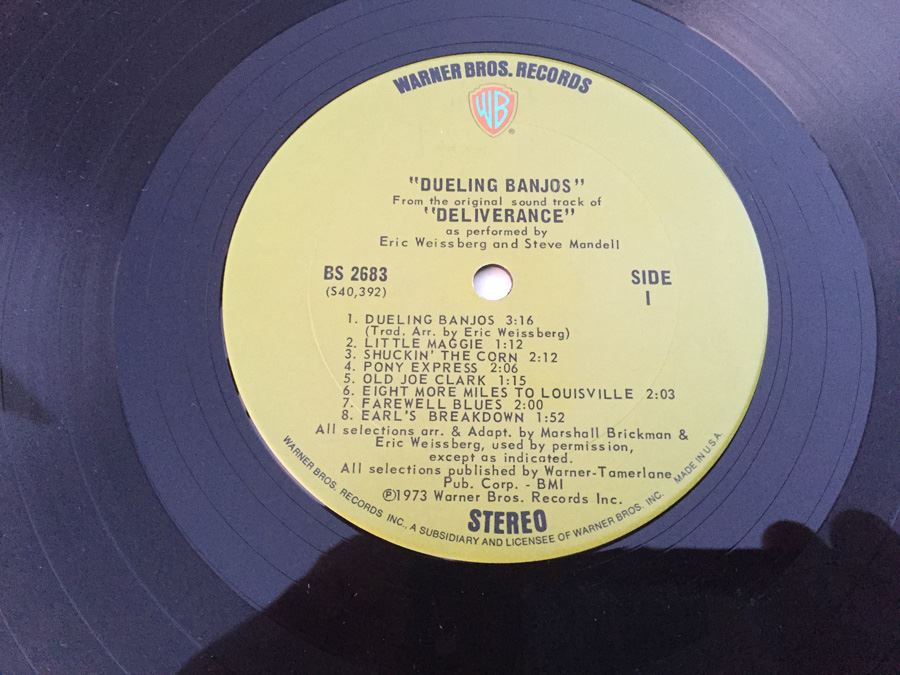 WARNER BROS. RECORDS
WB
®
"DUELING BANJOS"
From the original sound track of
"DELIVERANCE"
as performed by
Eric Weissberg and Steve Mandell
BS 2683
(S40,392)
SIDE
1
1. DUELING BANJOS 3:16
(Trad. Arr. by Eric Weissberg)
2. LITTLE MAGGIE 1:12
3. SHUCKIN' THE CORN 2:12
4. PONY EXPRESS 2:06
5. OLD JOE CLARK 1:15
6. EIGHT MORE MILES TO LOUISVILLE 2:03
7. FAREWELL BLUES 2:00
8. EARL'S BREAKDOWN 1:52
All selections arr. & Adapt. by Marshall Brickman &
Eric Weissberg, used by permission,
except as indicated.
All selections published by Warner-Tamerlane
Pub. Corp. - BMI
℗1973 Warner Bros. Records Inc.
STEREO
WARNER BROS. RECORDS INC., A SUBSIDIARY AND LICENSEE OF WARNER BROS. INC. MADE IN U.S.A.